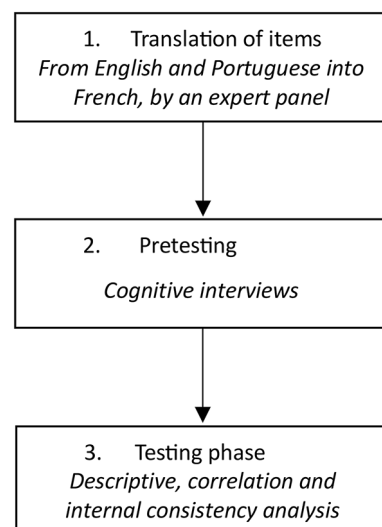 1. Translation of items
From English and Portuguese into
French, by an expert panel
2. Pretesting
Cognitive interviews
3. Testing phase
Descriptive, correlation and
internal consistency analysis